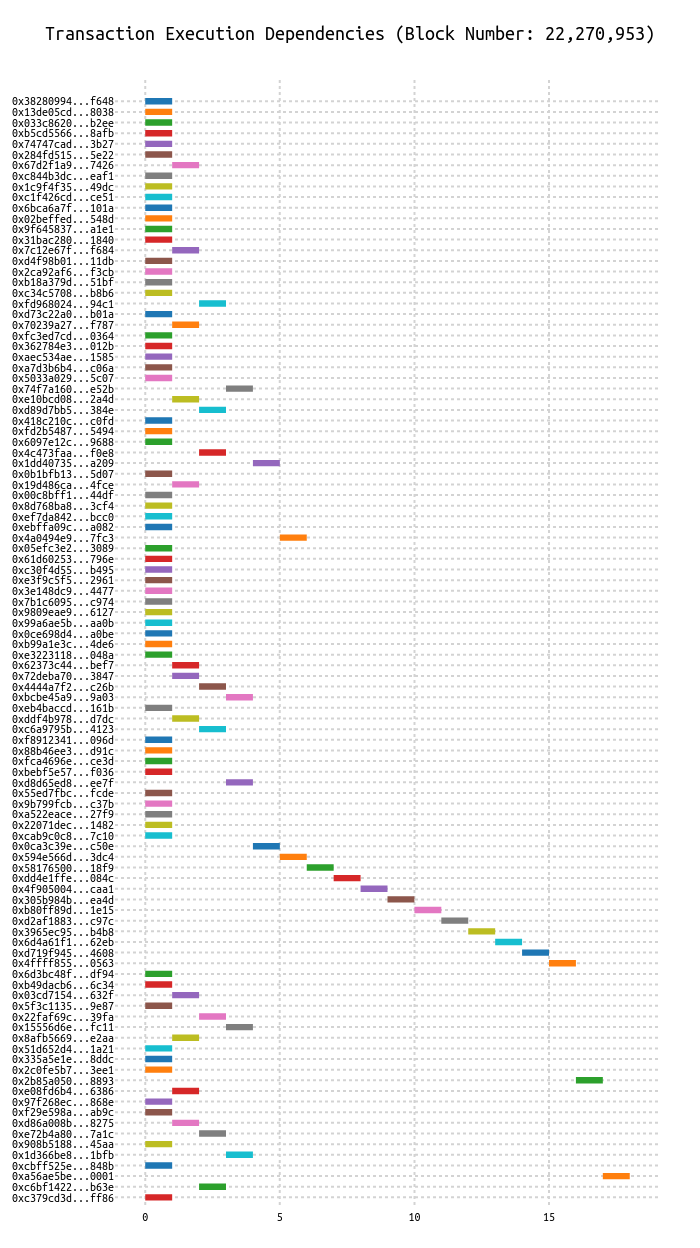 Transaction Execution Dependencies (Block Number: 22,270,953)
0x38280994...f648
0x13de05cd...8038
0x033c8620...b2ee
0xb5cd5566...8afb
0x74747cad...3b27
0x284fd515...5e22
0x67d2f1a9...7426
0xc844b3dc...eaf1
0x1c9f4f35...49dc
0xc1f426cd...ce51
0x6bca6a7f...101a
0x02beffed...548d
0x9f645837...a1e1
0x31bac280...1840
0x7c12e67f...f684
0xd4f98b01...11db
0x2ca92af6...f3cb
0xb18a379d...51bf
0xc34c5708...b8b6
0xfd968024...94c1
0xd73c22a0...b01a
0x70239a27...f787
0xfc3ed7cd...0364
0x362784e3...012b
0xaec534ae...1585
0xa7d3b6b4...c06a
0x5033a029...5c07
0x74f7a160...e52b
0xe10bcd08...2a4d
0xd89d7bb5...384e
0x418c210c...c0fd
0xfd2b5487...5494
0x6097e12c...9688
0x4c473faa...f0e8
0x1dd40735...a209
0x0b1bfb13...5d07
0x19d486ca...4fce
0x00c8bff1...44df
0x8d768ba8...3cf4
0xef7da842...bcc0
0xebffa09c...a082
0x4a0494e9...7fc3
0x05efc3e2...3089
0x61d60253...796e
0xc30f4d55...b495
0xe3f9c5f5...2961
0x3e148dc9...4477
0x7b1c6095...c974
0x9809eae9...6127
0x99a6ae5b...aa0b
0x0ce698d4...a0be
0xb99a1e3c...4de6
0xe3223118...048a
0x62373c44...bef7
0x72deba70...3847
0x4444a7f2...c26b
0xbcbe45a9...9a03
0xeb4baccd...161b
0xddf4b978...d7dc
0xc6a9795b...4123
0xf8912341...096d
0x88b46ee3...d91c
0xfca4696e...ce3d
0xbebf5e57...f036
0xd8d65ed8...ee7f
0x55ed7fbc...fcde
0x9b799fcb...c37b
0xa522eace...27f9
0x22071dec...1482
0xcab9c0c8...7c10
0x0ca3c39e...c50e
0x594e566d...3dc4
0x58176500...18f9
0xdd4e1ffe...084c
0x4f905004...caa1
0x305b984b...ea4d
0xb80ff89d...1e15
0xd2af1883...c97c
0x3965ec95...b4b8
0x6d4a61f1...62eb
0xd719f945...4608
0x4ffff855...0563
0x6d3bc48f...df94
0xb49dacb6...6c34
0x03cd7154...632f
0x5f3c1135...9e87
0x22faf69c...39fa
0x15556d6e...fc11
0x8afb5669...e2aa
0x51d652d4...1a21
0x335a5e1e...8ddc
0x2c0fe5b7...3ee1
0x2b85a050...8893
0xe08fd6b4...6386
0x97f268ec...868e
0xf29e598a...ab9c
0xd86a008b...8275
0xe72b4a80...7a1c
0x908b5188...45aa
0x1d366be8...1bfb
0xcbff525e...848b
0xa56ae5be...0001
0xc6bf1422...b63e
0xc379cd3d...ff86
0 5 10 15